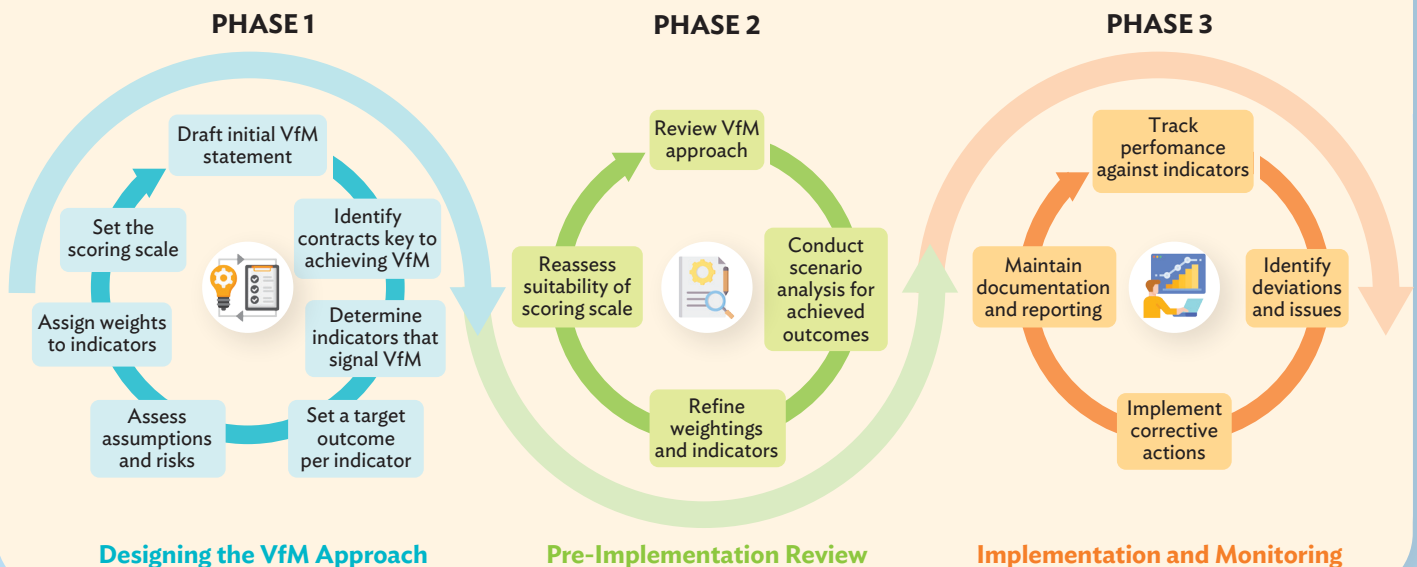 PHASE 1
Draft initial VfM
statement
Identify
contracts key to
achieving VfM
Determine
indicators that
signal VfM
Set a target
outcome
per indicator
Assess
assumptions
and risks
Assign weights
to indicators
Set the
scoring scale
Designing the VfM Approach
PHASE 2
Review VfM
approach
Conduct
scenario
analysis for
achieved
outcomes
Refine
weightings
and indicators
Reassess
suitability of
scoring scale
Pre-Implementation Review
PHASE 3
Track
perfomance
against indicators
Identify
deviations
and issues
Implement
corrective
actions
Maintain
documentation
and reporting
Implementation and Monitoring